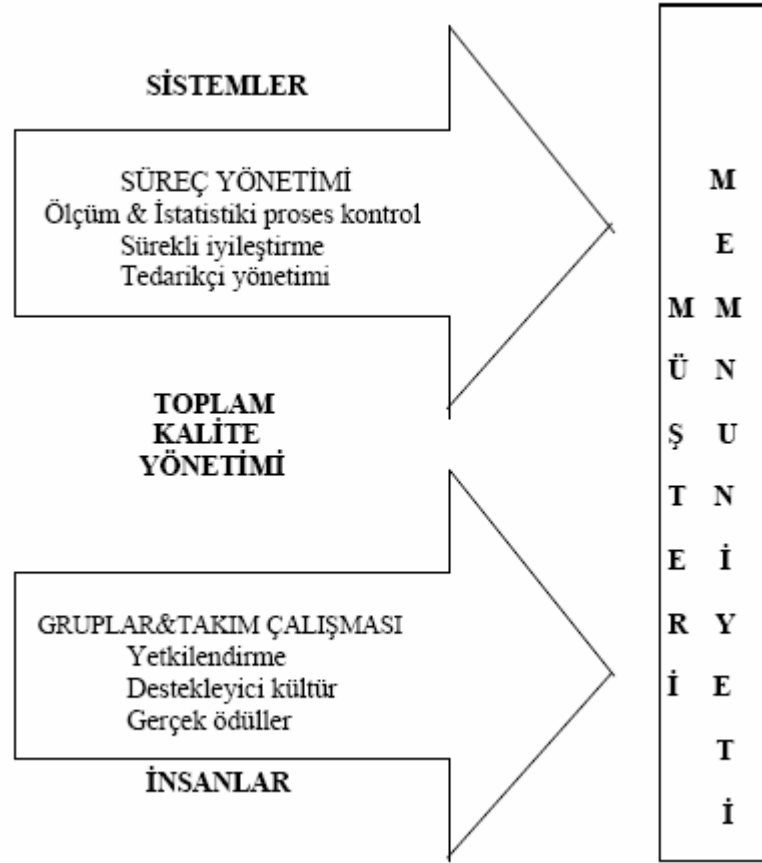 SİSTEMLER
SÜREÇ YÖNETİMİ
Ölçüm & İstatistiki proses kontrol
Sürekli iyileştirme
Tedarikçi yönetimi
TOPLAM
KALİTE
YÖNETİMİ
GRUPLAR&TAKIM ÇALIŞMASI
Yetkilendirme
Destekleyici kültür
Gerçek ödüller
İNSANLAR
MÜŞTERİ
MEMNUNİYETİ